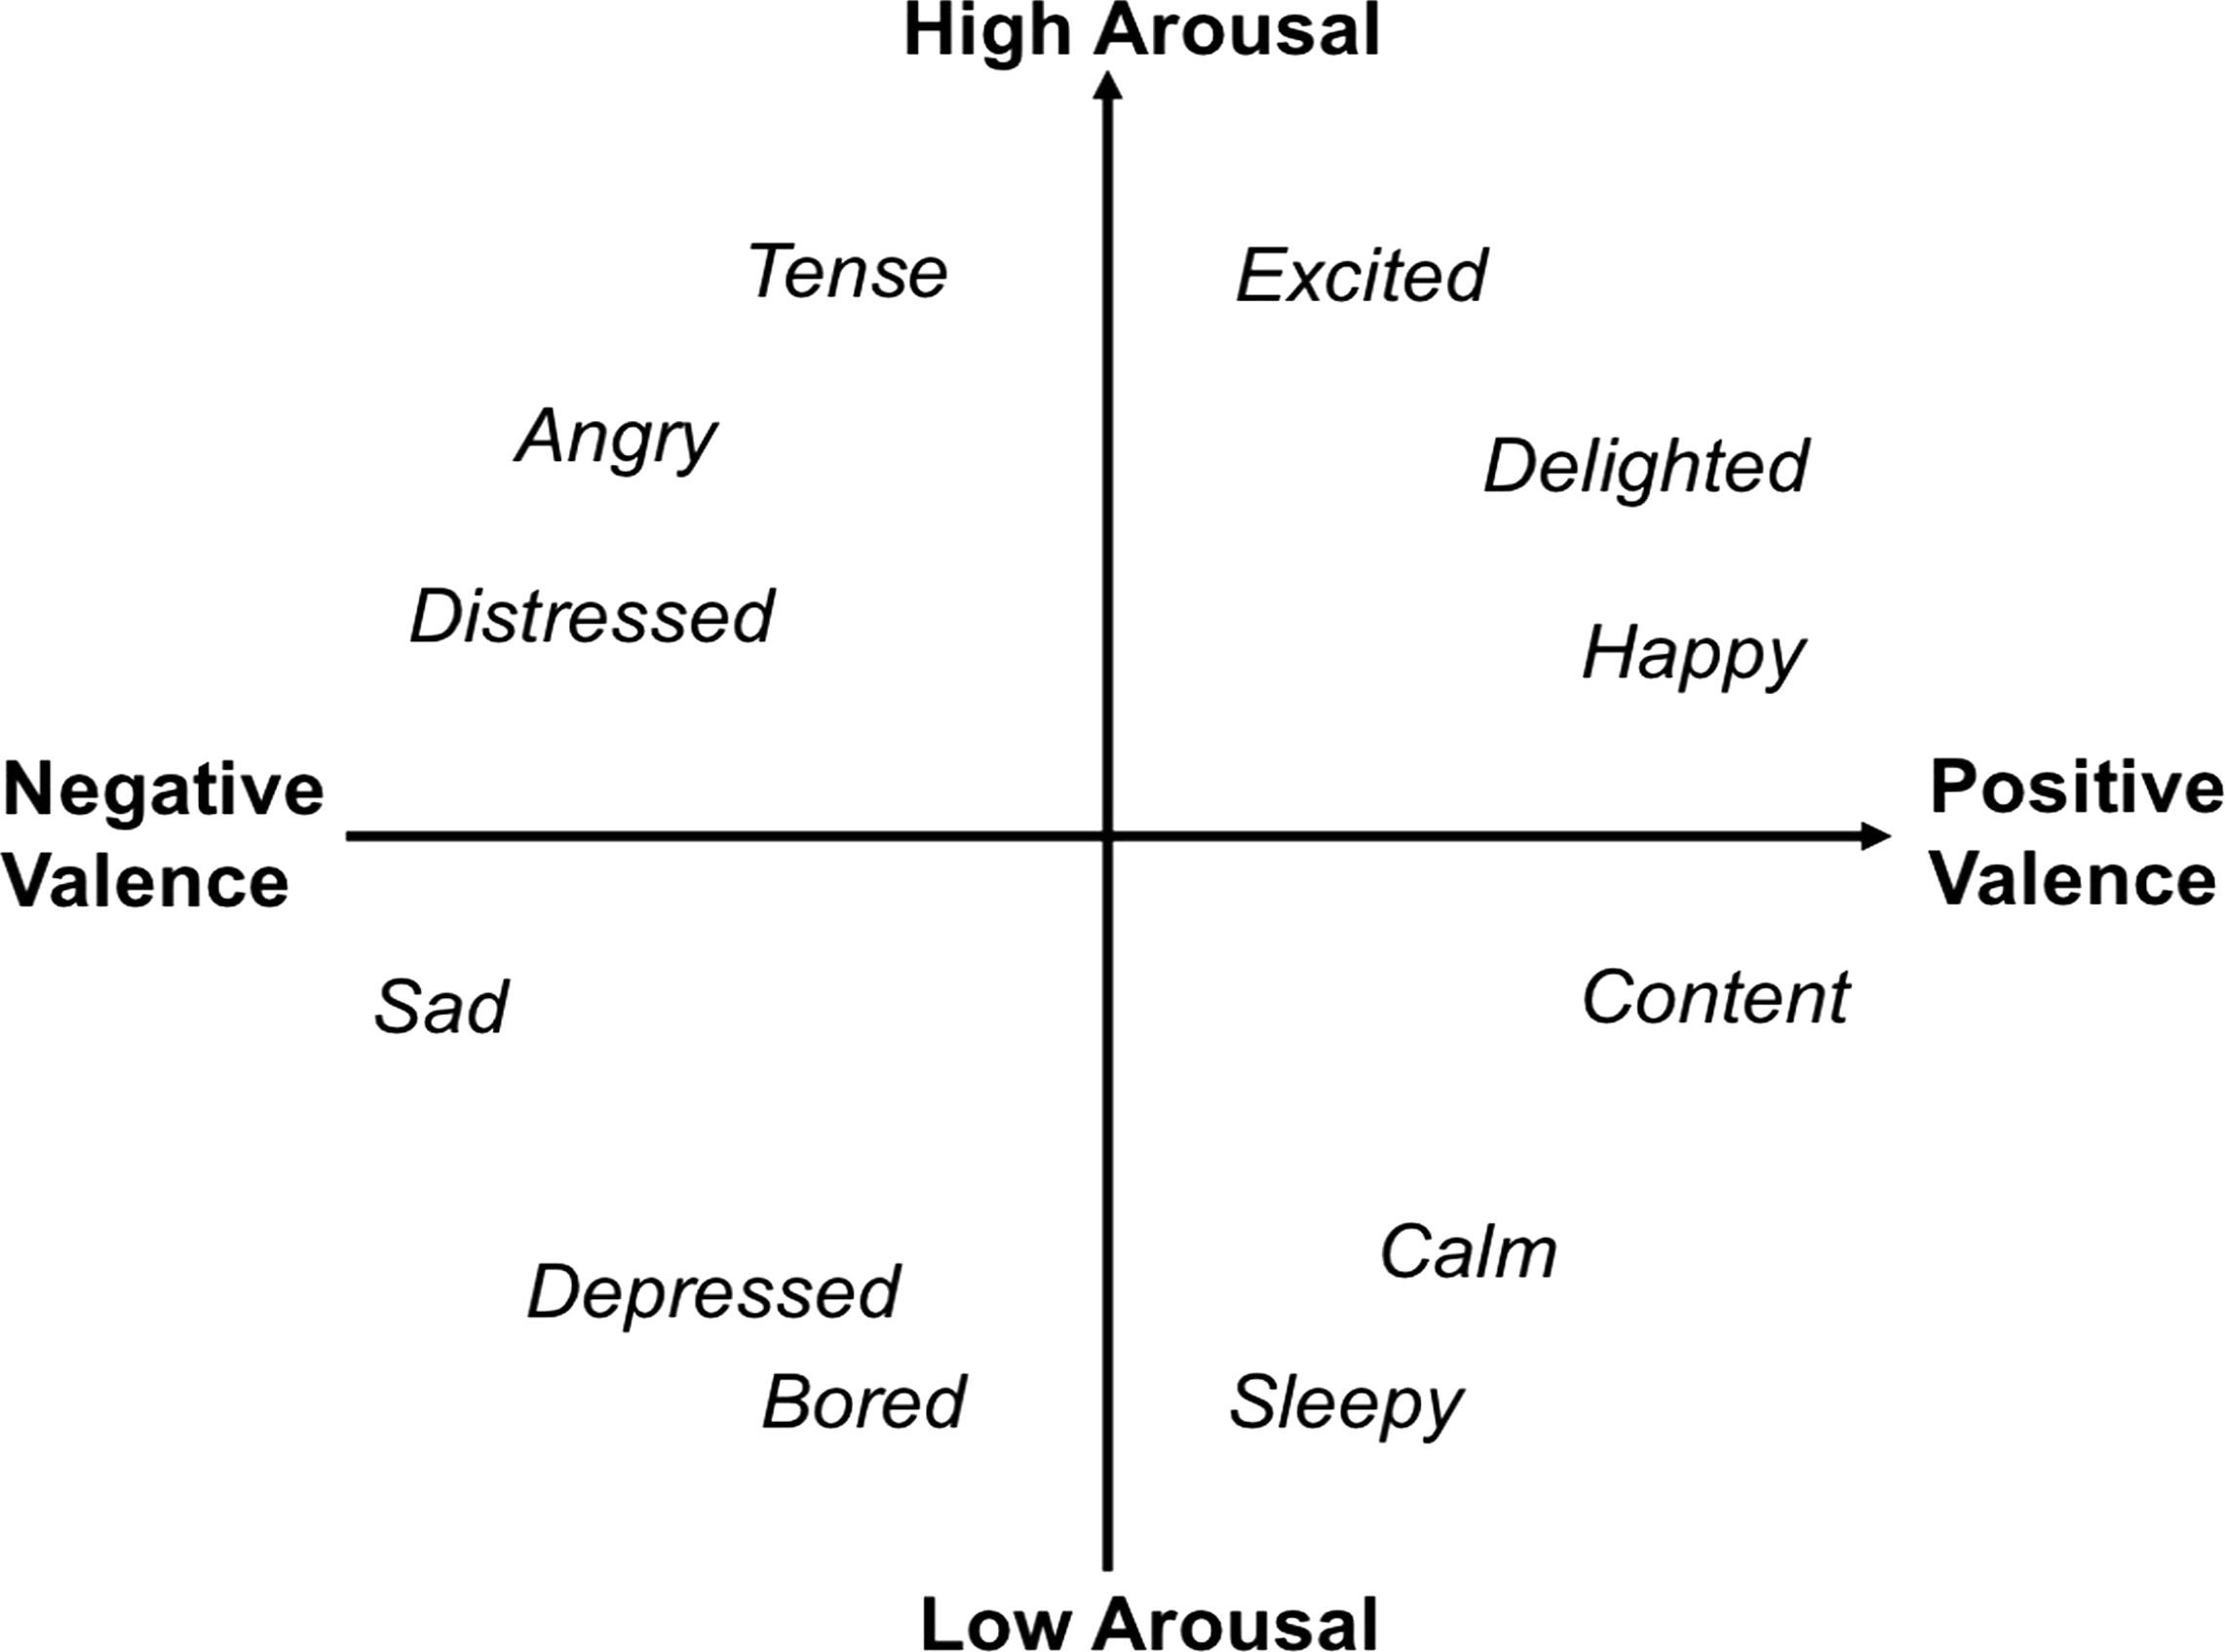 High Arousal
Tense
Excited
Angry
Delighted
Distressed
Happy
Negative
Valence
Positive
Valence
Sad
Content
Calm
Depressed
Bored
Sleepy
Low Arousal